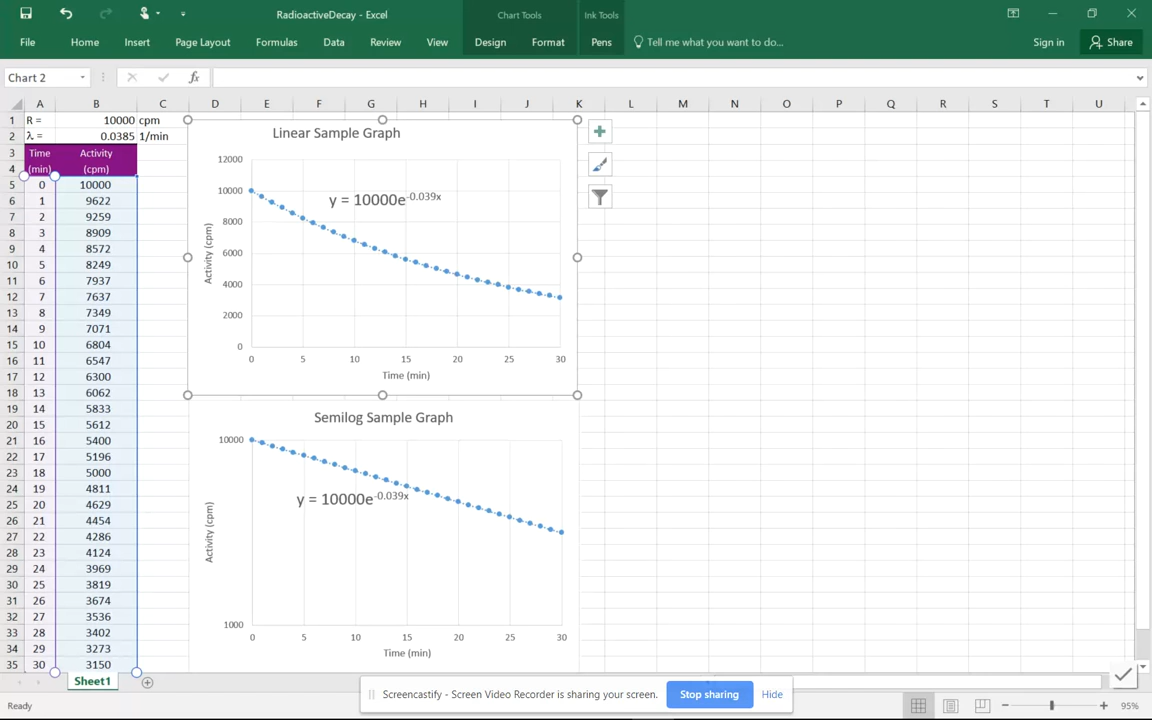 RadioactiveDecay - Excel
Chart Tools
Ink Tools
File Home Insert Page Layout Formulas Data Review View Design Format Pens Tell me what you want to do... Sign in Share
Chart 2 fx
A B C D E F G H I J K L M N O P Q R S T U
1 R = 10000 cpm
2 λ = 0.0385 1/min
3 Time Activity
4 (min) (cpm)
5 0 10000
6 1 9622
7 2 9259
8 3 8909
9 4 8572
10 5 8249
11 6 7937
12 7 7637
13 8 7349
14 9 7071
15 10 6804
16 11 6547
17 12 6300
18 13 6062
19 14 5833
20 15 5612
21 16 5400
22 17 5196
23 18 5000
24 19 4811
25 20 4629
26 21 4454
27 22 4286
28 23 4124
29 24 3969
30 25 3819
31 26 3674
32 27 3536
33 28 3402
34 29 3273
35 30 3150
Linear Sample Graph
12000
10000
8000
6000
4000
2000
0
y = 10000e-0.039x
Activity (cpm)
0 5 10 15 20 25 30
Time (min)
Semilog Sample Graph
10000
1000
y = 10000e-0.039x
Activity (cpm)
0 5 10 15 20 25 30
Time (min)
Sheet1
Screencastify - Screen Video Recorder is sharing your screen. Stop sharing Hide
Ready 95%